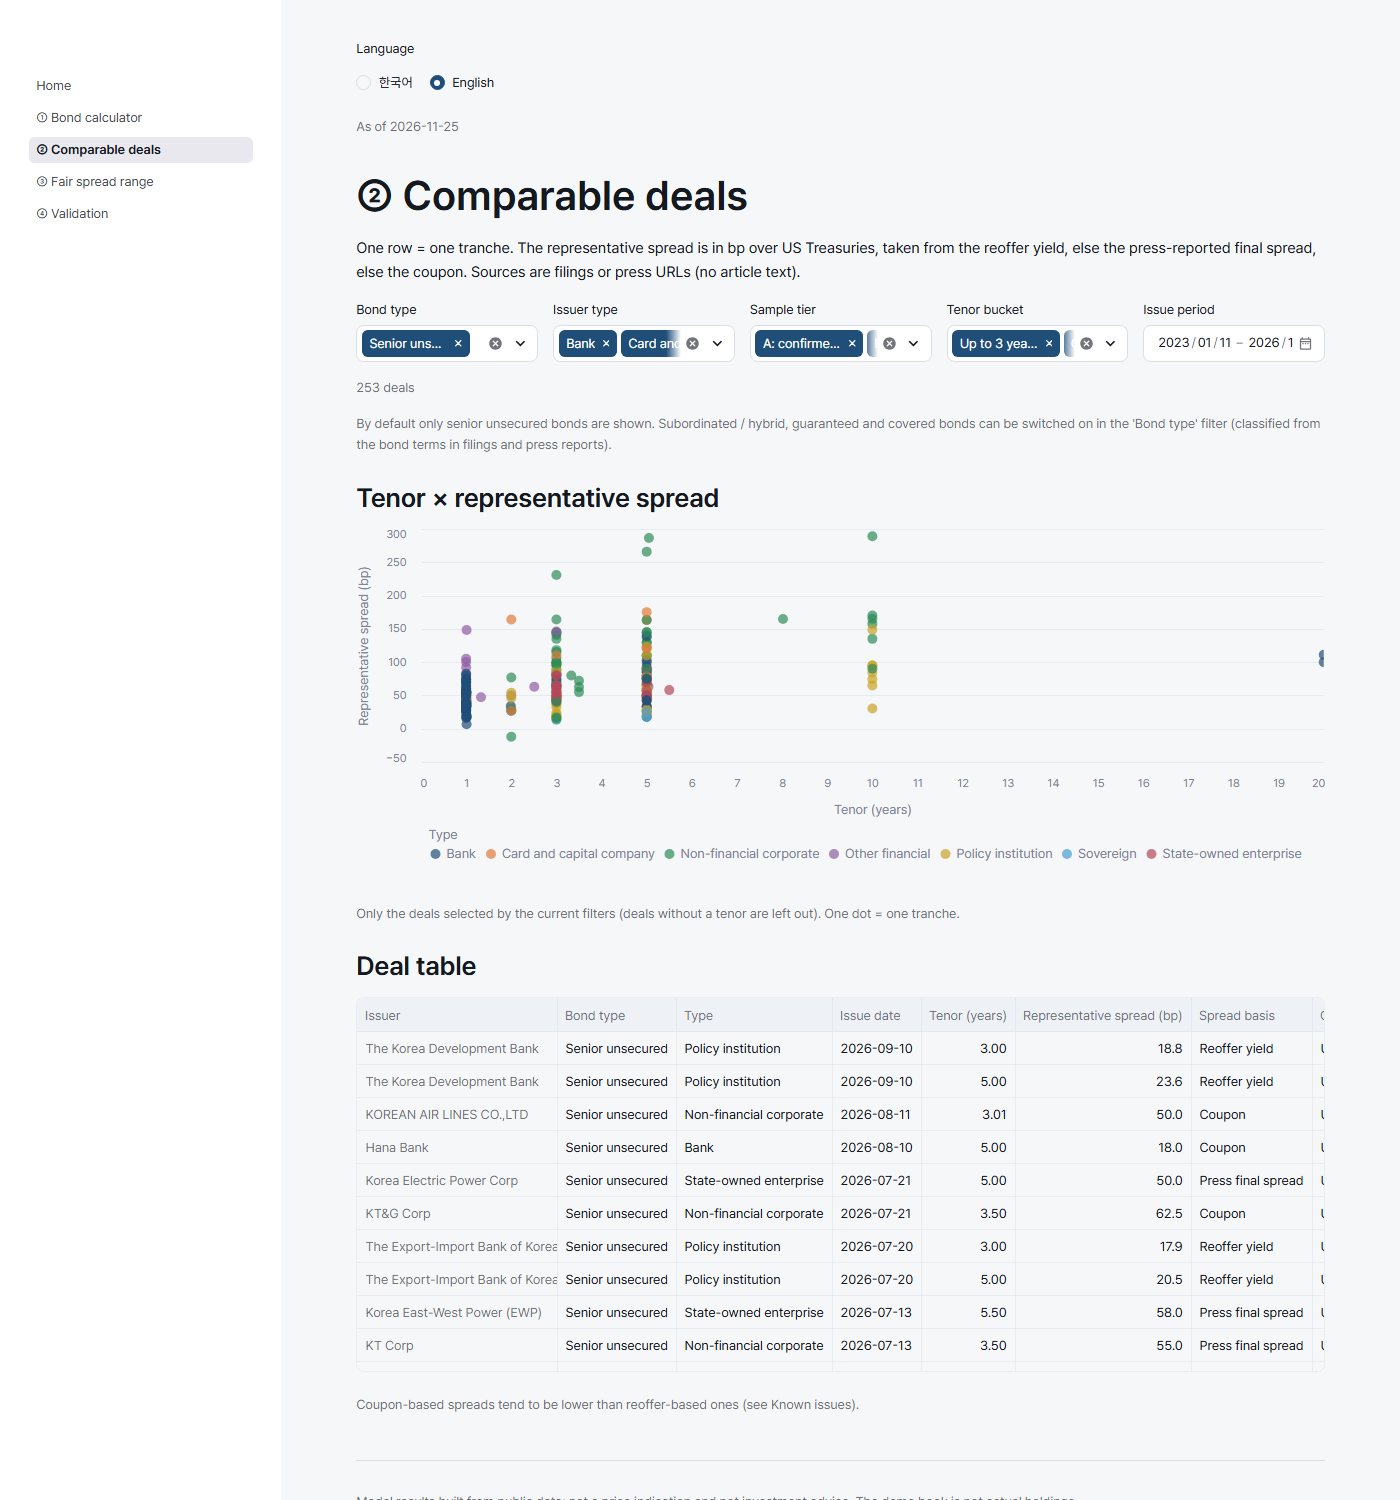 Language
한국어 English
As of 2026-11-25
Home
① Bond calculator
② Comparable deals
③ Fair spread range
④ Validation
② Comparable deals
One row = one tranche. The representative spread is in bp over US Treasuries, taken from the reoffer yield, else the press-reported final spread,
else the coupon. Sources are filings or press URLs (no article text).
Bond type Issuer type Sample tier Tenor bucket Issue period
Senior uns... Bank Card and A: confirme... Up to 3 yea... 2023/01/11 – 2026/1
253 deals
By default only senior unsecured bonds are shown. Subordinated / hybrid, guaranteed and covered bonds can be switched on in the 'Bond type' filter (classified from
the bond terms in filings and press reports).
Tenor × representative spread
Representative spread (bp)
300
250
200
150
100
50
0
−50
0 1 2 3 4 5 6 7 8 9 10 11 12 13 14 15 16 17 18 19 20
Tenor (years)
Type
Bank Card and capital company Non-financial corporate Other financial Policy institution Sovereign State-owned enterprise
Only the deals selected by the current filters (deals without a tenor are left out). One dot = one tranche.
Deal table
Issuer Bond type Type Issue date Tenor (years) Representative spread (bp) Spread basis
The Korea Development Bank Senior unsecured Policy institution 2026-09-10 3.00 18.8 Reoffer yield
The Korea Development Bank Senior unsecured Policy institution 2026-09-10 5.00 23.6 Reoffer yield
KOREAN AIR LINES CO.,LTD Senior unsecured Non-financial corporate 2026-08-11 3.01 50.0 Coupon
Hana Bank Senior unsecured Bank 2026-08-10 5.00 18.0 Coupon
Korea Electric Power Corp Senior unsecured State-owned enterprise 2026-07-21 5.00 50.0 Press final spread
KT&G Corp Senior unsecured Non-financial corporate 2026-07-21 3.50 62.5 Coupon
The Export-Import Bank of Korea Senior unsecured Policy institution 2026-07-20 3.00 17.9 Reoffer yield
The Export-Import Bank of Korea Senior unsecured Policy institution 2026-07-20 5.00 20.5 Reoffer yield
Korea East-West Power (EWP) Senior unsecured State-owned enterprise 2026-07-13 5.50 58.0 Press final spread
KT Corp Senior unsecured Non-financial corporate 2026-07-13 3.50 55.0 Press final spread
Coupon-based spreads tend to be lower than reoffer-based ones (see Known issues).